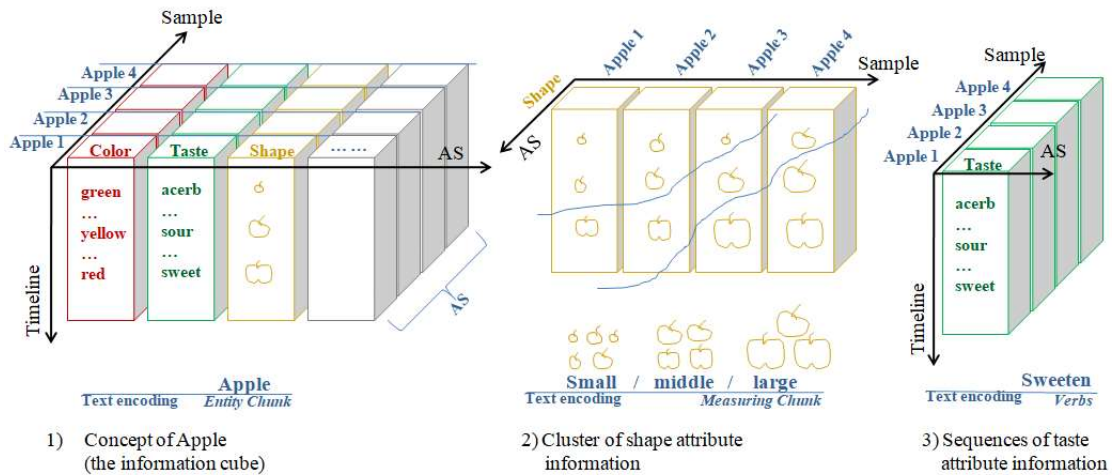 Sample
Apple 4
Apple 3
Apple 2
Apple 1
Color
Taste
Shape
... ...
AS
green
...
yellow
...
red
acerb
...
sour
...
sweet
Timeline
AS
Apple
Text encoding
Entity Chunk
1) Concept of Apple
(the information cube)
Apple 1
Apple 2
Apple 3
Apple 4
Sample
Shape
AS
Small / middle / large
Text encoding
Measuring Chunk
2) Cluster of shape attribute
information
Sample
Apple 4
Apple 3
Apple 2
Apple 1
AS
Taste
acerb
...
sour
...
sweet
Timeline
Sweeten
Text encoding
Verbs
3) Sequences of taste
attribute information